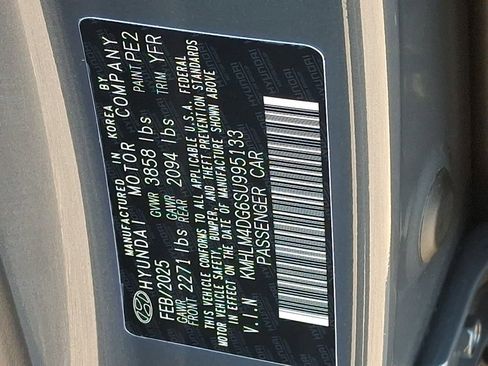 MANUFACTURED IN KOREA BY
HYUNDAI MOTOR COMPANY
FEB/2025 GVWR 3858 lbs PAINT PE2
GAWR FRONT 2271 lbs GAWR REAR 2094 lbs TRIM YFR
THIS VEHICLE CONFORMS TO ALL APPLICABLE U.S.A. FEDERAL
MOTOR VEHICLE SAFETY, BUMPER, AND THEFT PREVENTION STANDARDS
IN EFFECT ON THE DATE OF MANUFACTURE SHOWN ABOVE
V.I.N KMHLM4DG6SU995133
PASSENGER CAR